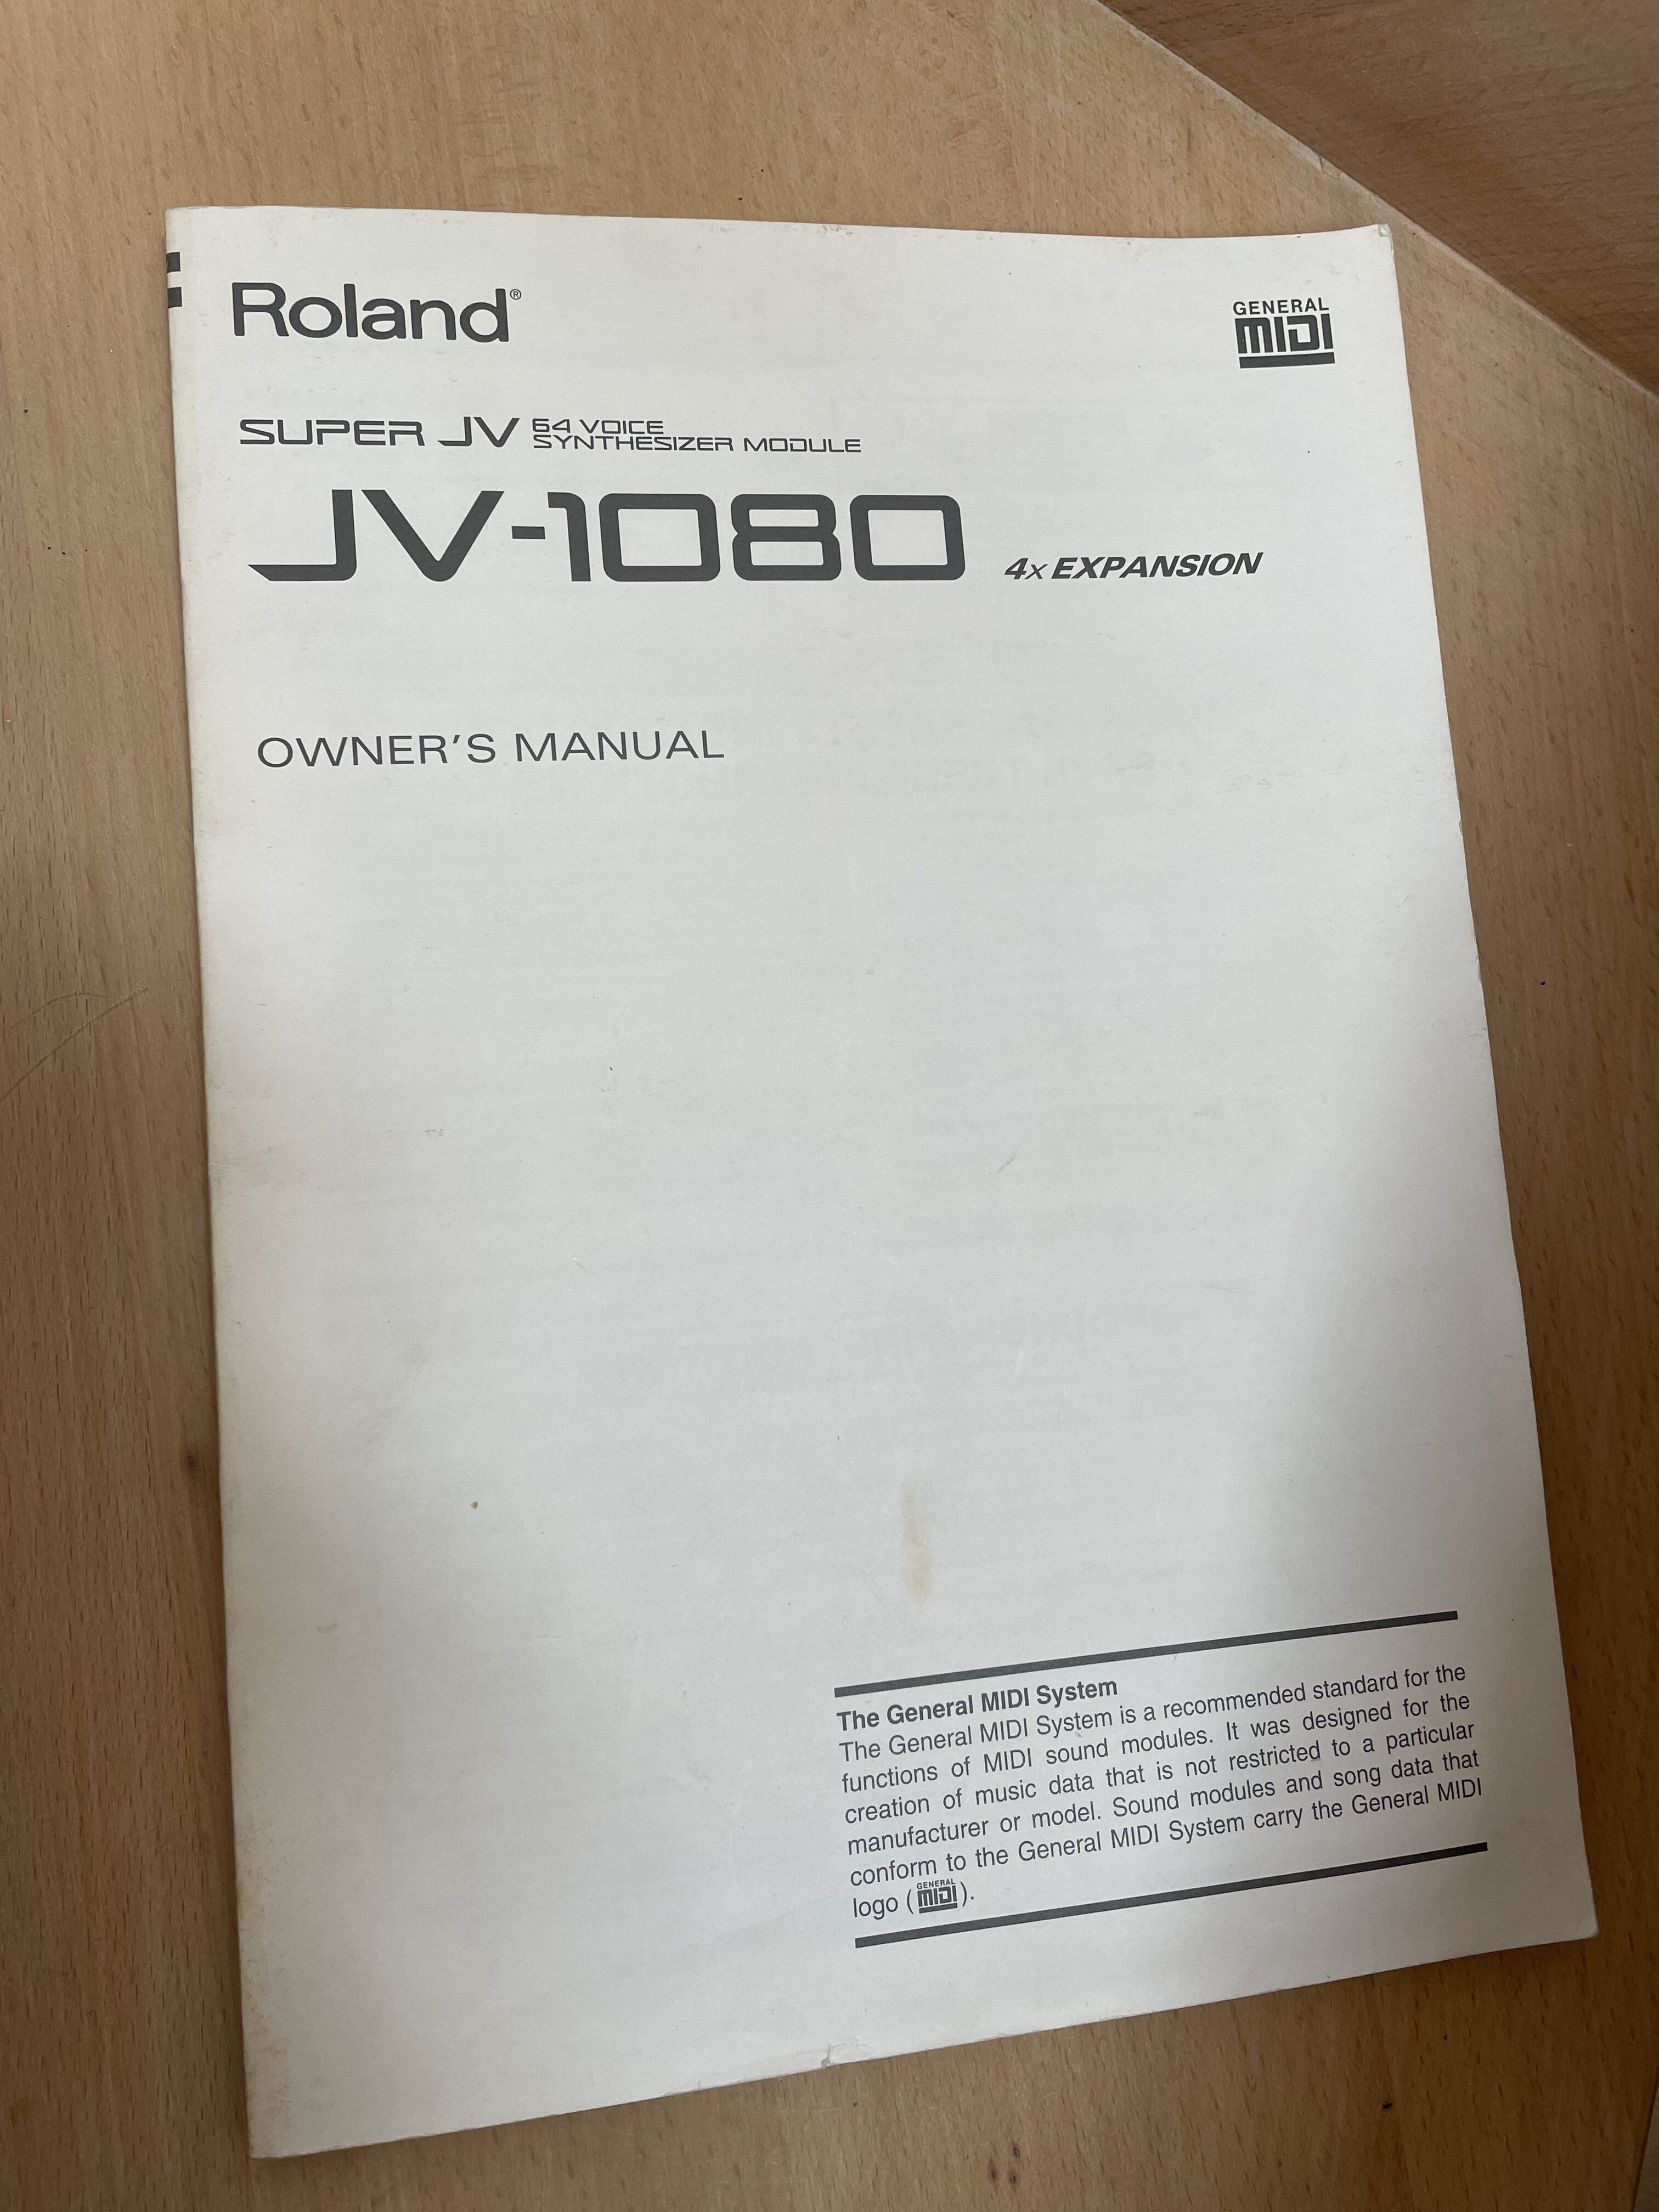 Roland®
GENERAL
MIDI
SUPER JV 64 VOICE
SYNTHESIZER MODULE
JV-1080 4x EXPANSION
OWNER'S MANUAL
The General MIDI System
The General MIDI System is a recommended standard for the
functions of MIDI sound modules. It was designed for the
creation of music data that is not restricted to a particular
manufacturer or model. Sound modules and song data that
conform to the General MIDI System carry the General MIDI
logo (GENERAL MIDI).